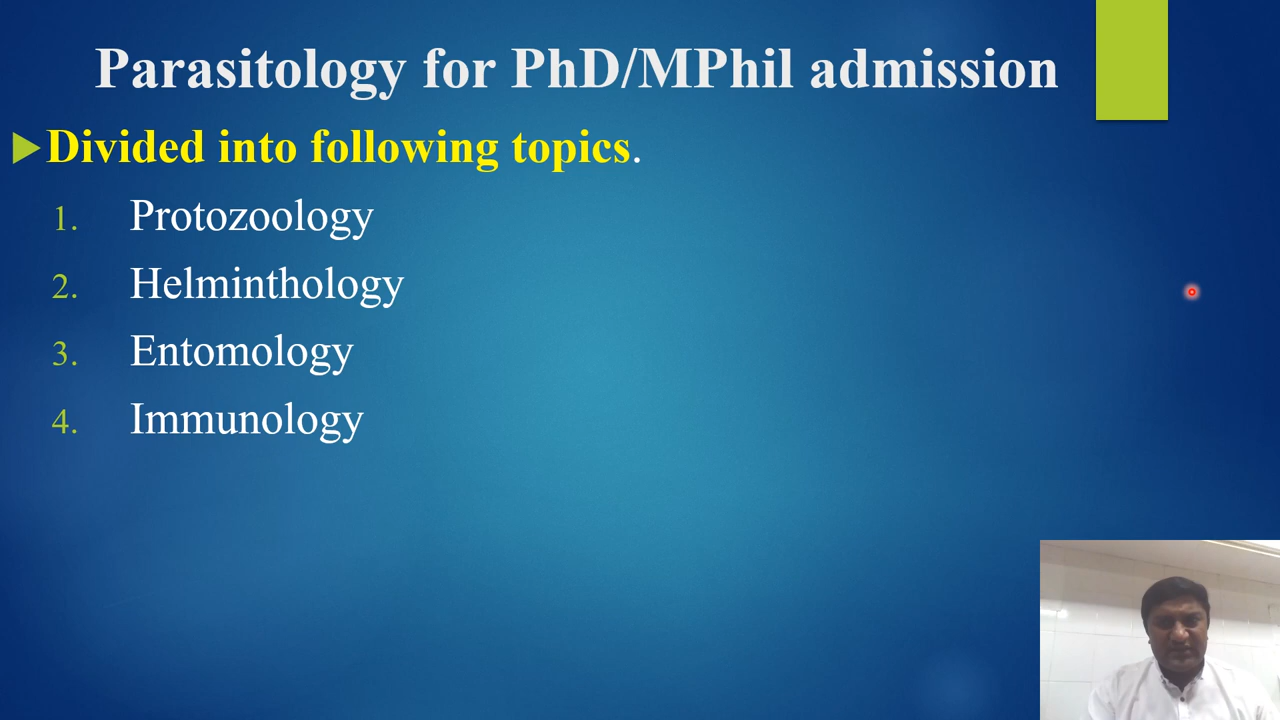 Parasitology for PhD/MPhil admission
Divided into following topics.
1. Protozoology
2. Helminthology
3. Entomology
4. Immunology